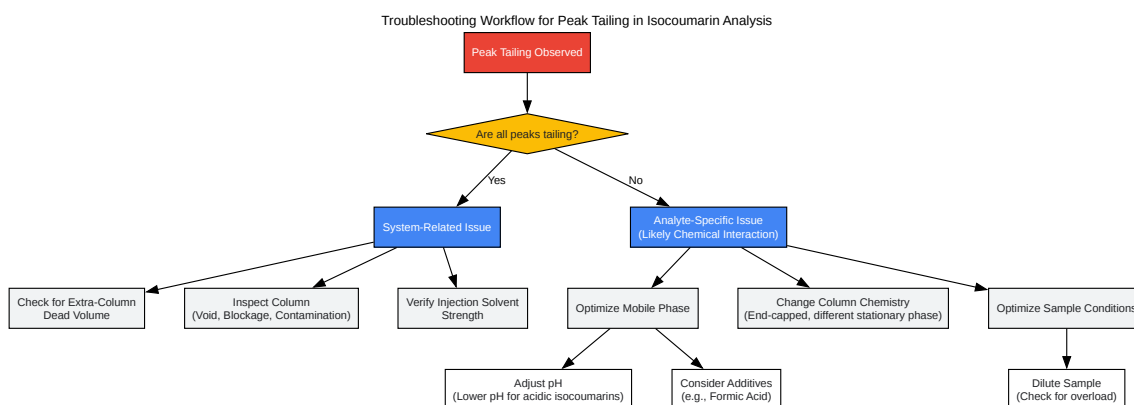 Troubleshooting Workflow for Peak Tailing in Isocoumarin Analysis
Peak Tailing Observed
Are all peaks tailing?
Yes
No
System-Related Issue
Analyte-Specific Issue
(Likely Chemical Interaction)
Check for Extra-Column
Dead Volume
Inspect Column
(Void, Blockage, Contamination)
Verify Injection Solvent
Strength
Optimize Mobile Phase
Change Column Chemistry
(End-capped, different stationary phase)
Optimize Sample Conditions
Adjust pH
(Lower pH for acidic isocoumarins)
Consider Additives
(e.g., Formic Acid)
Dilute Sample
(Check for overload)